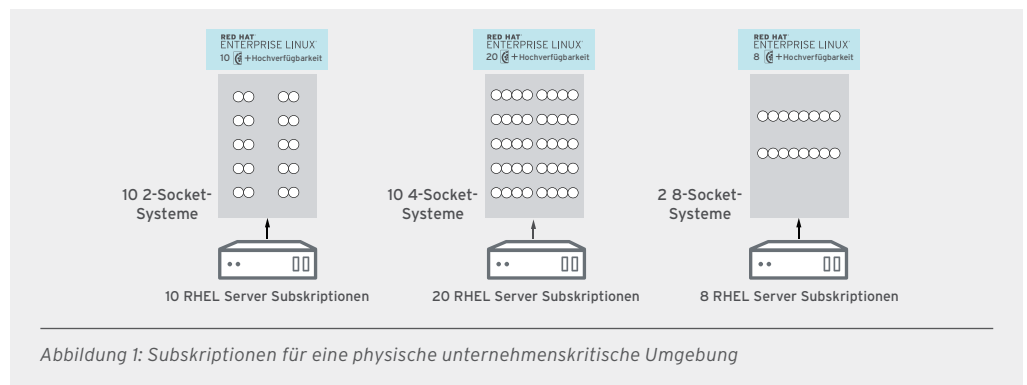 RED HAT
ENTERPRISE LINUX
10 +Hochverfügbarkeit
RED HAT
ENTERPRISE LINUX
20 +Hochverfügbarkeit
RED HAT
ENTERPRISE LINUX
8 +Hochverfügbarkeit
10 2-Socket-
Systeme
10 4-Socket-
Systeme
2 8-Socket-
Systeme
10 RHEL Server Subskriptionen
20 RHEL Server Subskriptionen
8 RHEL Server Subskriptionen
Abbildung 1: Subskriptionen für eine physische unternehmenskritische Umgebung